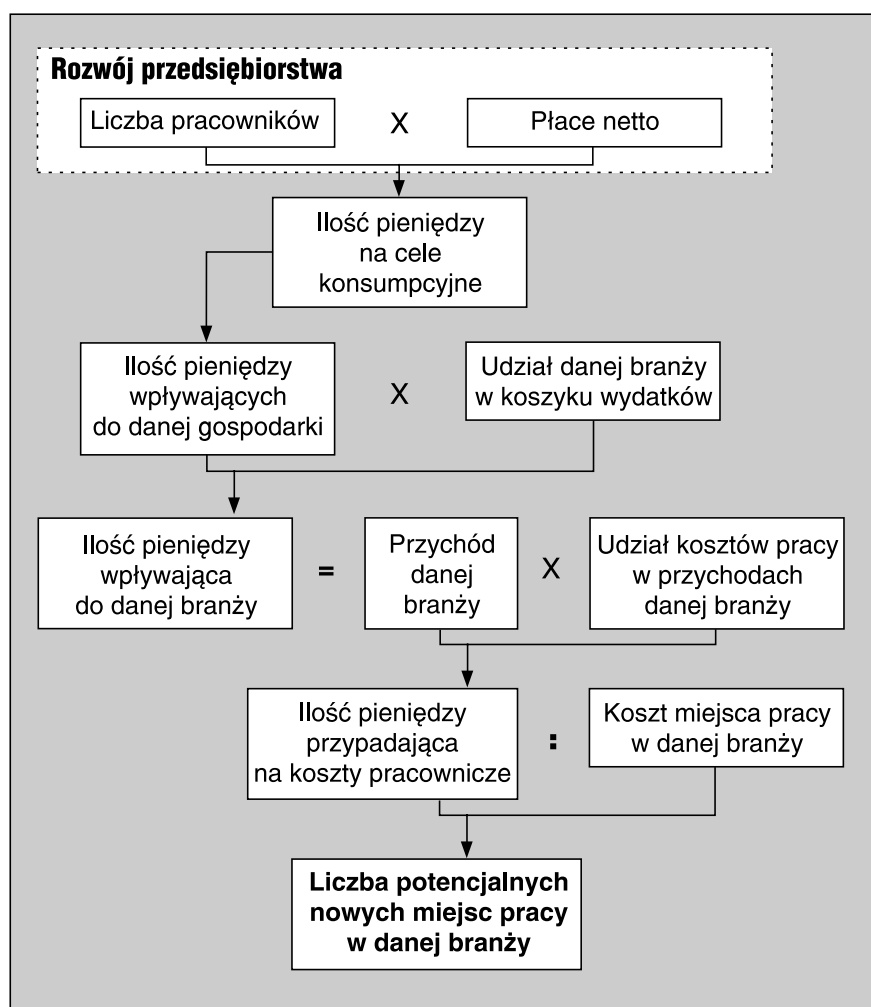 Rozwój przedsiębiorstwa
Liczba pracowników
X
Płace netto
Ilość pieniędzy
na cele
konsumpcyjne
Ilość pieniędzy
wpływających
do danej gospodarki
X
Udział danej branży
w koszyku wydatków
Ilość pieniędzy
wpływająca
do danej branży
=
Przychód
danej
branży
X
Udział kosztów pracy
w przychodach
danej branży
Ilość pieniędzy
przypadająca
na koszty pracownicze
:
Koszt miejsca pracy
w danej branży
Liczba potencjalnych
nowych miejsc pracy
w danej branży